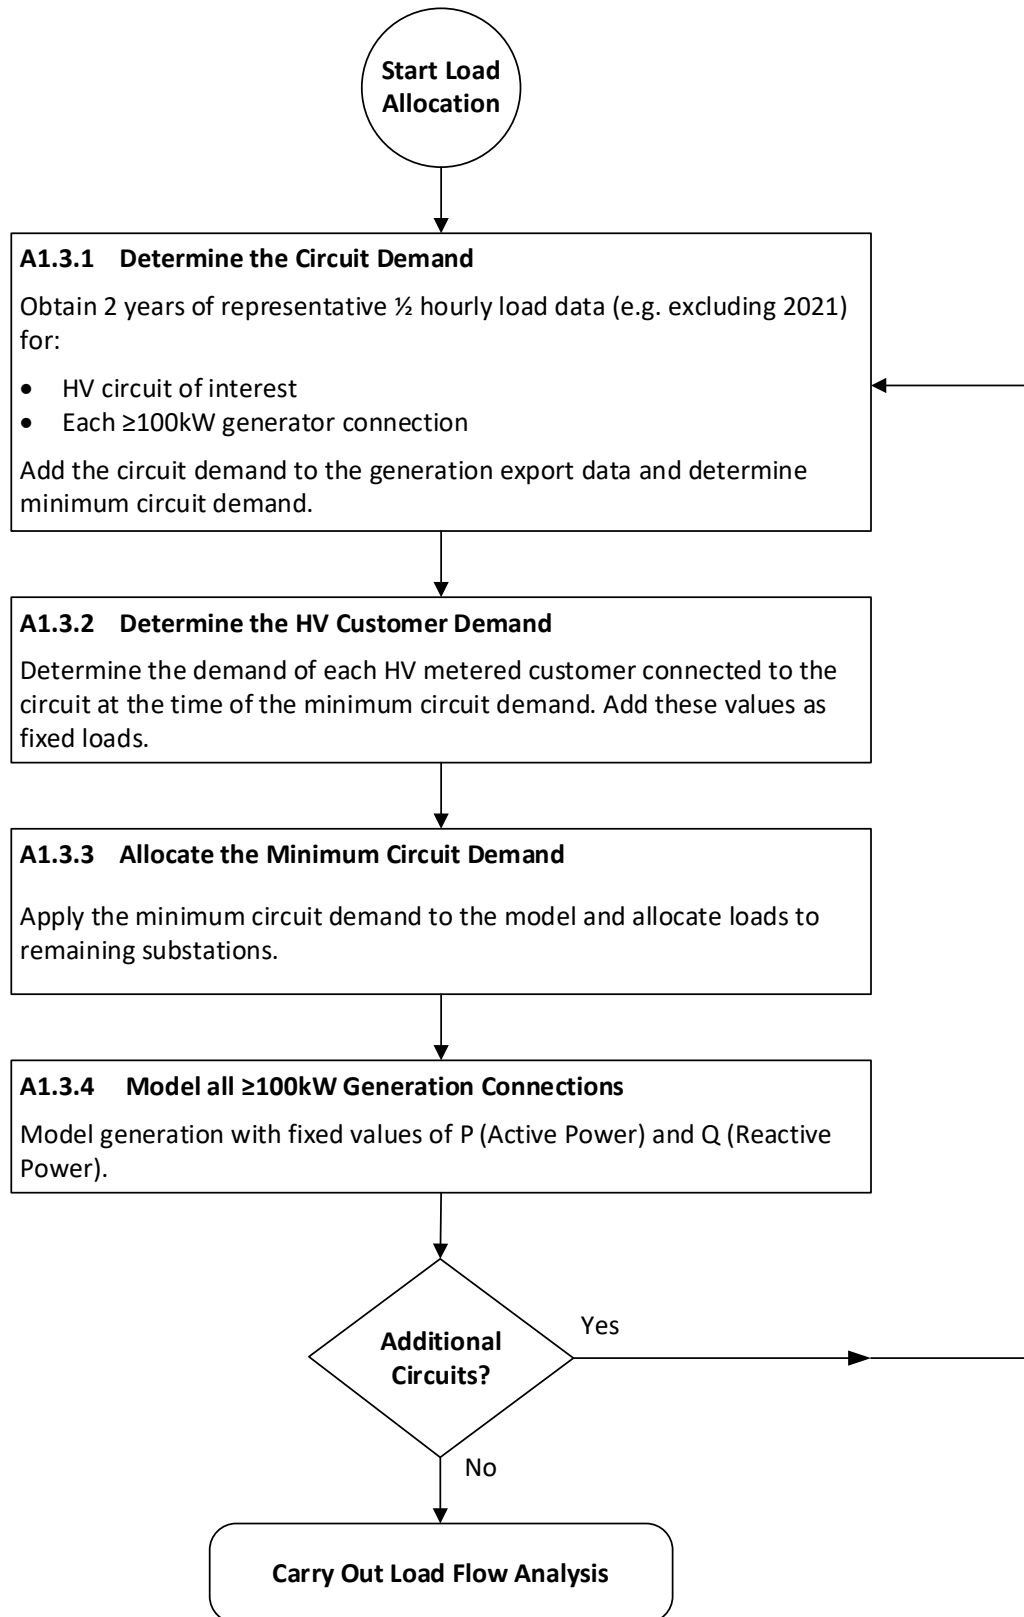 Start Load
Allocation
A1.3.1 Determine the Circuit Demand
Obtain 2 years of representative ½ hourly load data (e.g. excluding 2021)
for:
• HV circuit of interest
• Each ≥100kW generator connection
Add the circuit demand to the generation export data and determine
minimum circuit demand.
A1.3.2 Determine the HV Customer Demand
Determine the demand of each HV metered customer connected to the
circuit at the time of the minimum circuit demand. Add these values as
fixed loads.
A1.3.3 Allocate the Minimum Circuit Demand
Apply the minimum circuit demand to the model and allocate loads to
remaining substations.
A1.3.4 Model all ≥100kW Generation Connections
Model generation with fixed values of P (Active Power) and Q (Reactive
Power).
Additional
Circuits?
Yes
No
Carry Out Load Flow Analysis